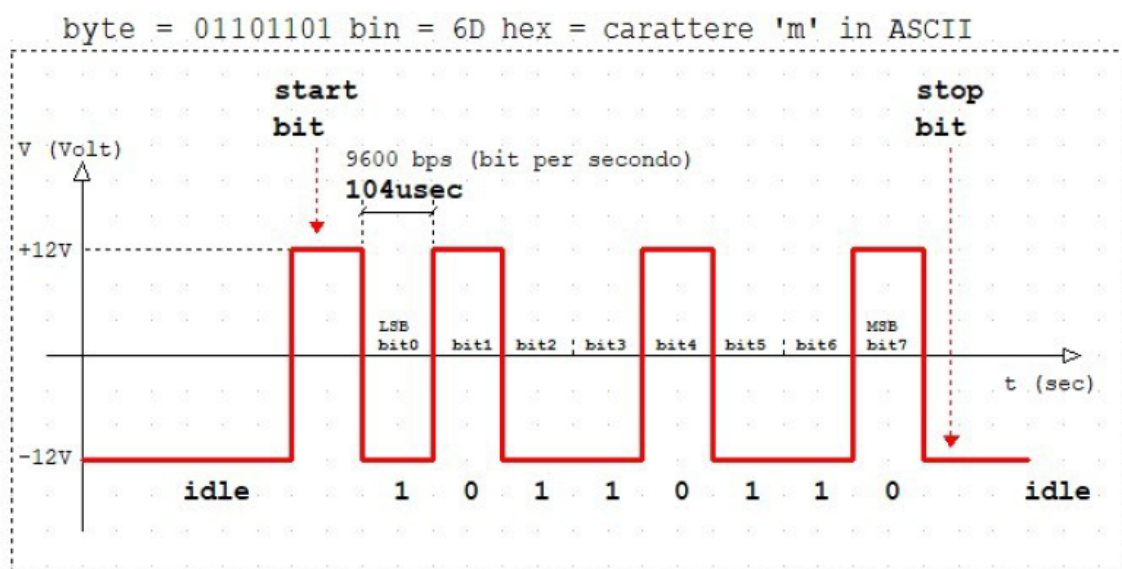 byte = 01101101 bin = 6D hex = carattere 'm' in ASCII
start
bit
stop
bit
V (Volt)
9600 bps (bit per secondo)
104usec
+12V
LSB
bit0 bit1 bit2 bit3 bit4 bit5 bit6
MSB
bit7
t (sec)
-12V
idle 1 0 1 1 0 1 1 0 idle